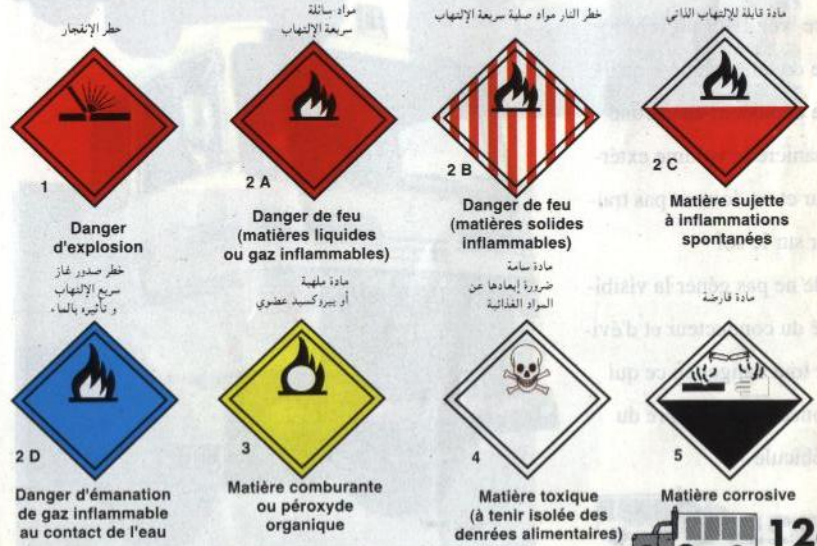 خطر الإنفجار
1
Danger
d'explosion
مواد سائلة
سريعة الإلتهاب
2 A
Danger de feu
(matières liquides
ou gaz inflammables)
خطر النار مواد صلبة سريعة الإلتهاب
2 B
Danger de feu
(matières solides
inflammables)
مادة قابلة للإلتهاب الذاتي
2 C
Matière sujette
à inflammations
spontanées
خطر صدور غاز
سريع الإلتهاب
و تأثيره بالماء
2 D
Danger d'émanation
de gaz inflammable
au contact de l'eau
مادة ملهبة
أو بيروكسيد عضوي
3
Matière comburante
ou péroxyde
organique
مادة سامة
ضرورة إبعادها عن
المواد الغذائية
4
Matière toxique
(à tenir isolée des
denrées alimentaires)
مادة قارضة
5
Matière corrosive
12